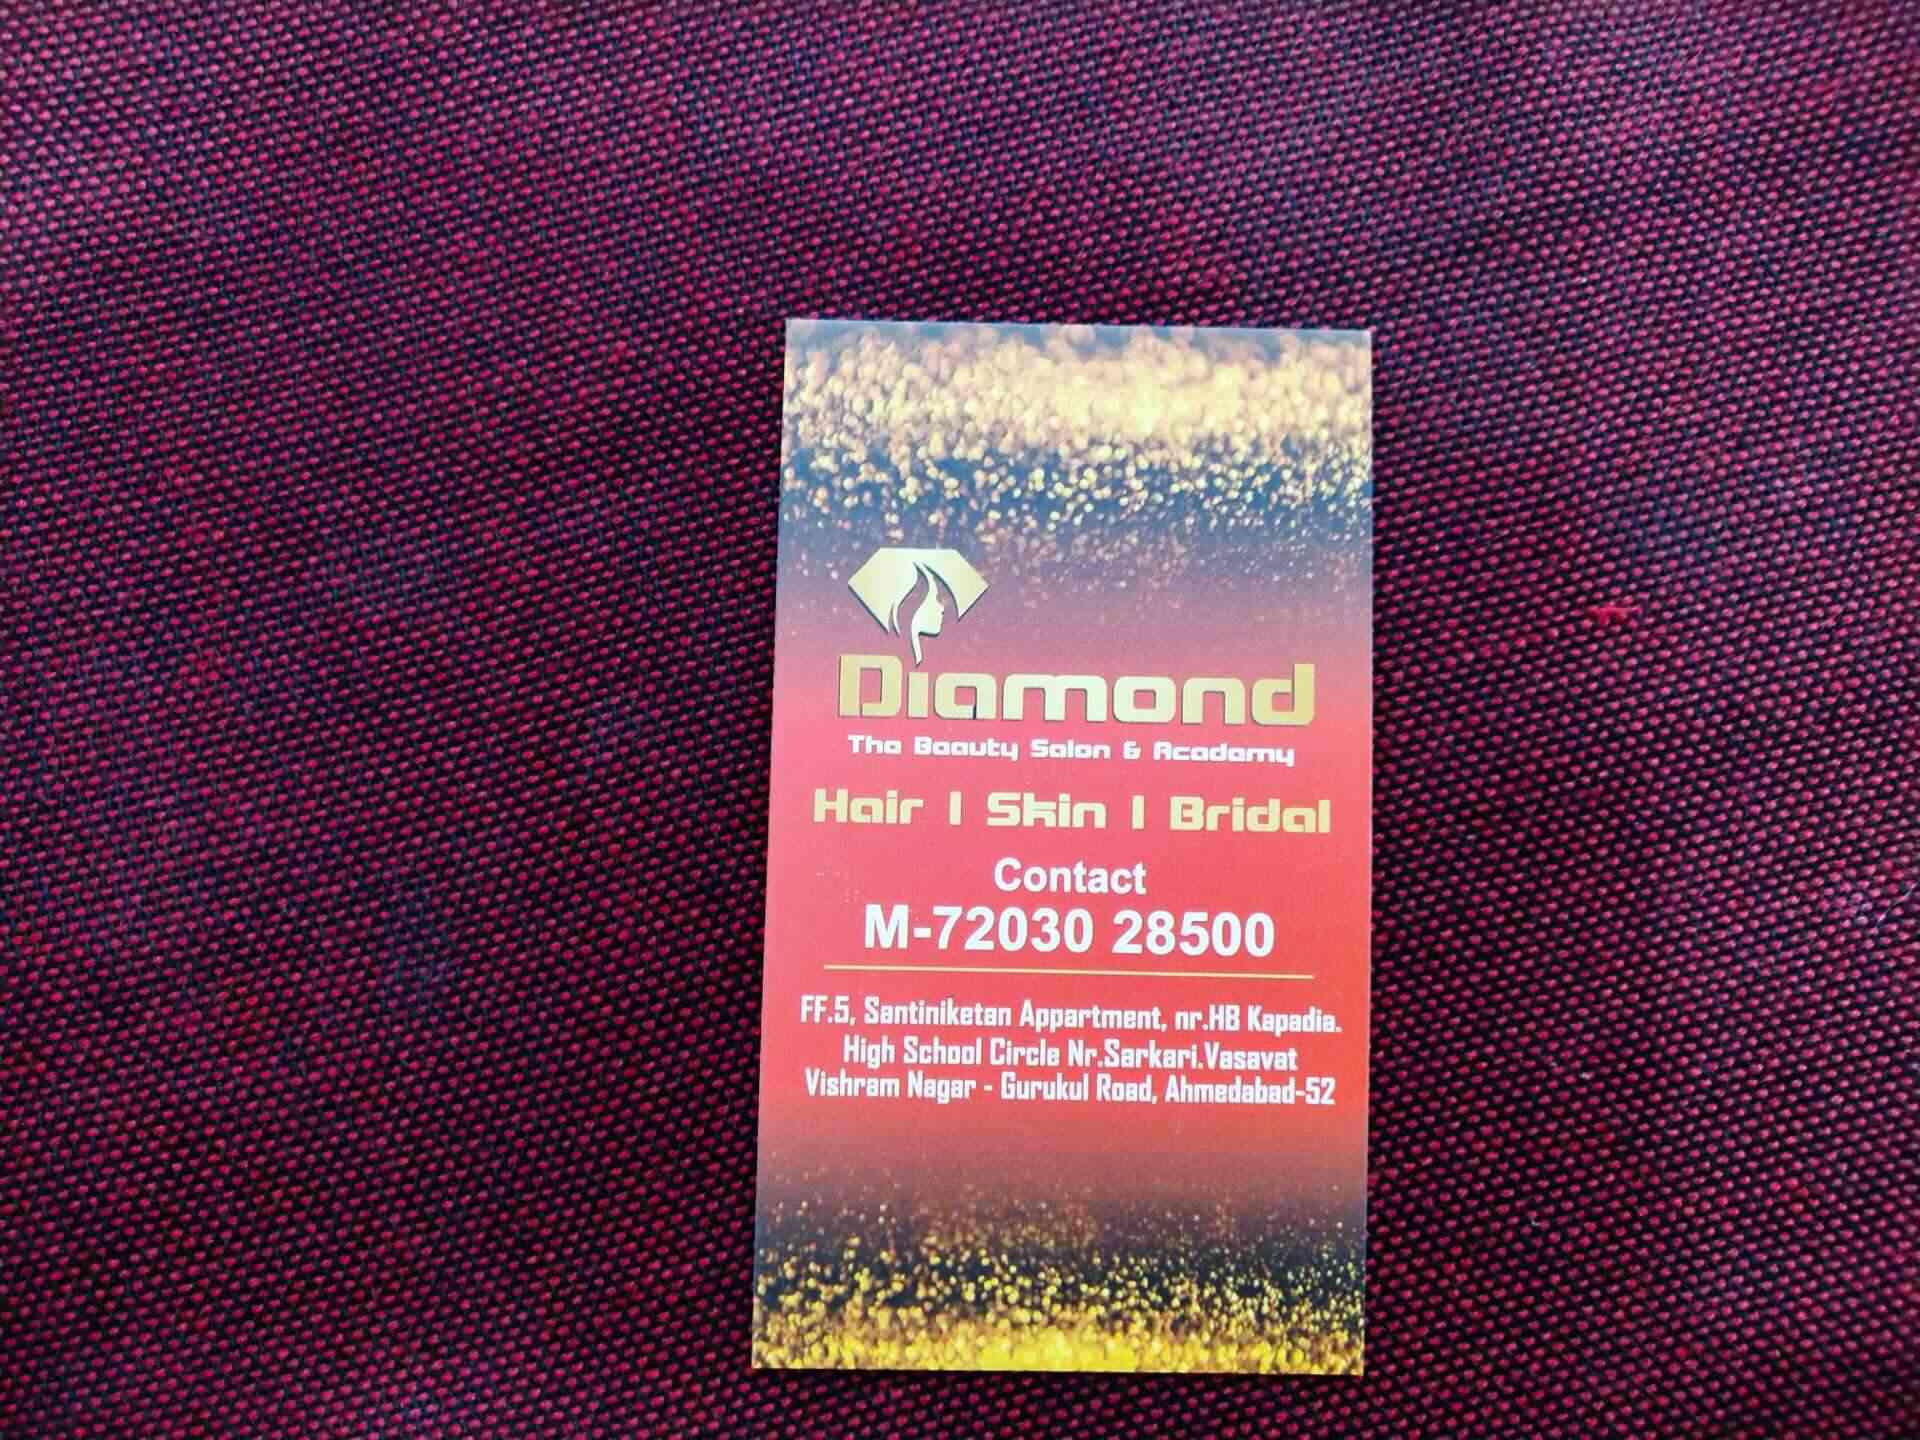 Diamond
The Beauty Salon & Academy
Hair | Skin | Bridal
Contact
M-72030 28500
FF.5, Santiniketan Appartment, nr.HB Kapadia.
High School Circle Nr.Sarkari.Vasavat
Vishram Nagar - Gurukul Road, Ahmedabad-52